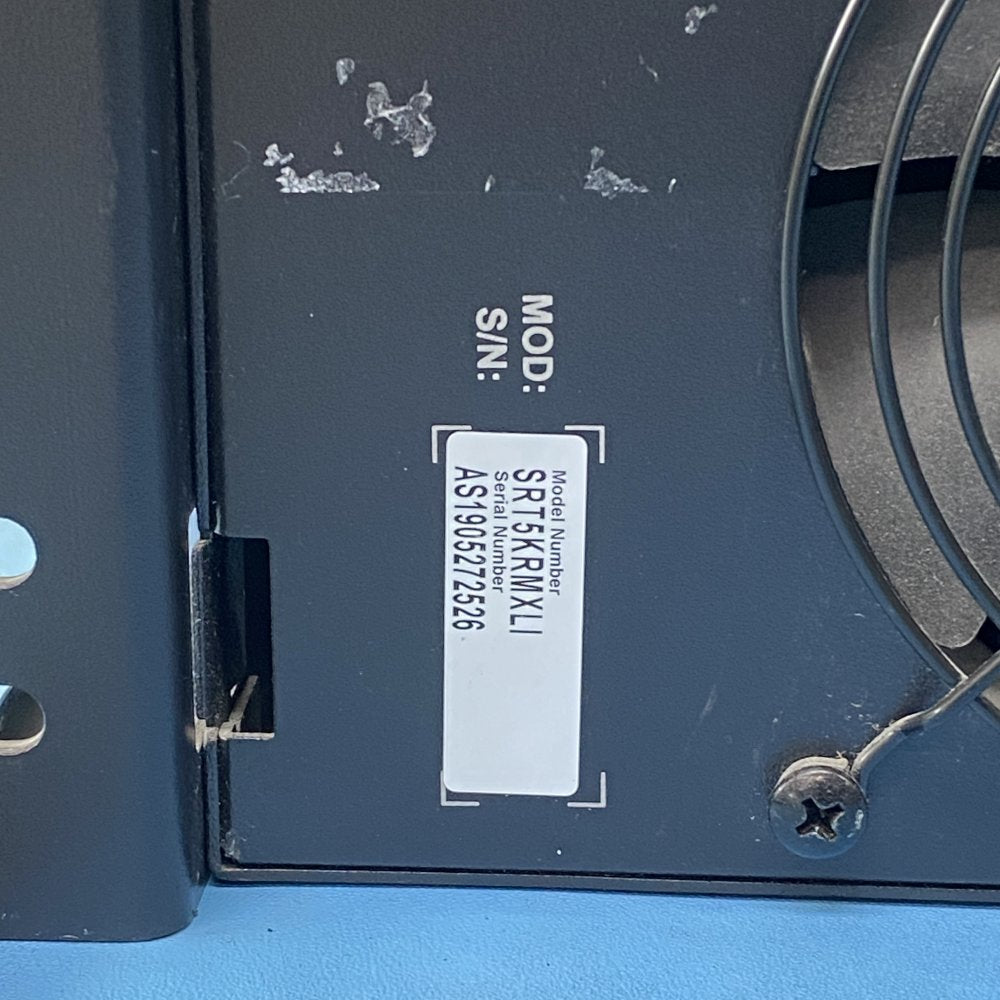 MOD:
S/N:
Model Number
SRT5KRMXLI
Serial Number
AS1905272526